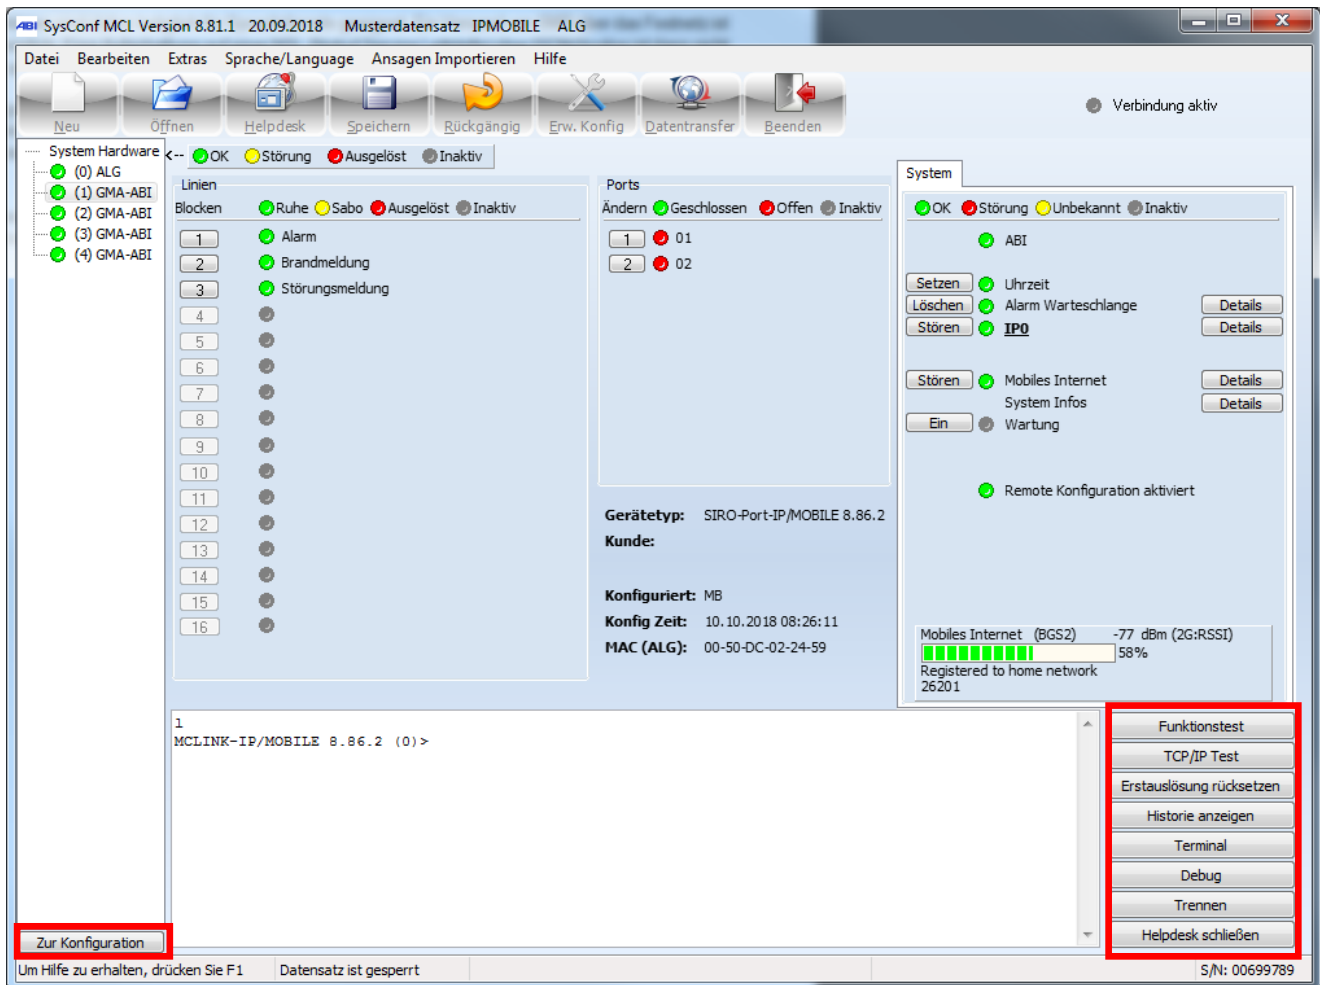 ABI SysConf MCL Version 8.81.1 20.09.2018 Musterdatensatz IPMOBILE ALG
Datei Bearbeiten Extras Sprache/Language Ansagen Importieren Hilfe
Neu Öffnen Helpdesk Speichern Rückgängig Erw. Konfig Datentransfer Beenden
Verbindung aktiv
System Hardware
(0) ALG
(1) GMA-ABI
(2) GMA-ABI
(3) GMA-ABI
(4) GMA-ABI
<-- OK Störung Ausgelöst Inaktiv
Linien
Blocken Ruhe Sabo Ausgelöst Inaktiv
1 Alarm
2 Brandmeldung
3 Störungsmeldung
4
5
6
7
8
9
10
11
12
13
14
15
16
Ports
Ändern Geschlossen Offen Inaktiv
1 01
2 02
Gerätetyp: SIRO-Port-IP/MOBILE 8.86.2
Kunde:
Konfiguriert: MB
Konfig Zeit: 10.10.2018 08:26:11
MAC (ALG): 00-50-DC-02-24-59
System
OK Störung Unbekannt Inaktiv
ABI
Setzen Uhrzeit
Löschen Alarm Warteschlange Details
Stören IP0 Details
Stören Mobiles Internet Details
System Infos Details
Ein Wartung
Remote Konfiguration aktiviert
Mobiles Internet (BGS2) -77 dBm (2G:RSSI)
58%
Registered to home network
26201
l
MCLINK-IP/MOBILE 8.86.2 (0)>
Funktionstest
TCP/IP Test
Erstauslösung rücksetzen
Historie anzeigen
Terminal
Debug
Trennen
Helpdesk schließen
Zur Konfiguration
Um Hilfe zu erhalten, drücken Sie F1 Datensatz ist gesperrt S/N: 00699789